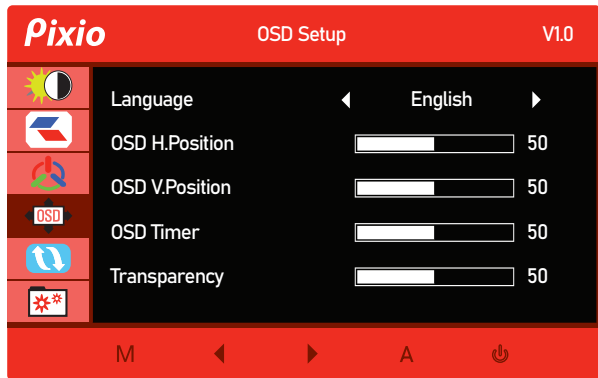 Pixio OSD Setup V1.0
Language English
OSD H.Position 50
OSD V.Position 50
OSD
OSD Timer 50
Transparency 50
M A